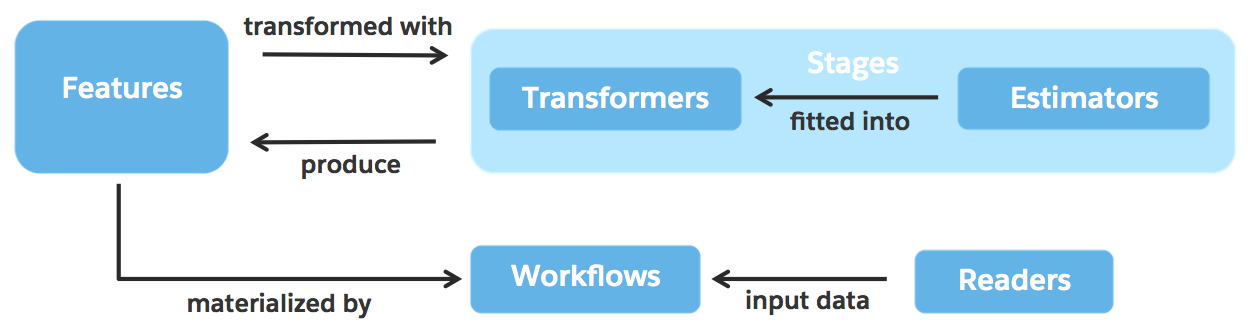 transformed with
Features
Stages
Transformers
Estimators
fitted into
produce
Workflows
Readers
materialized by
input data